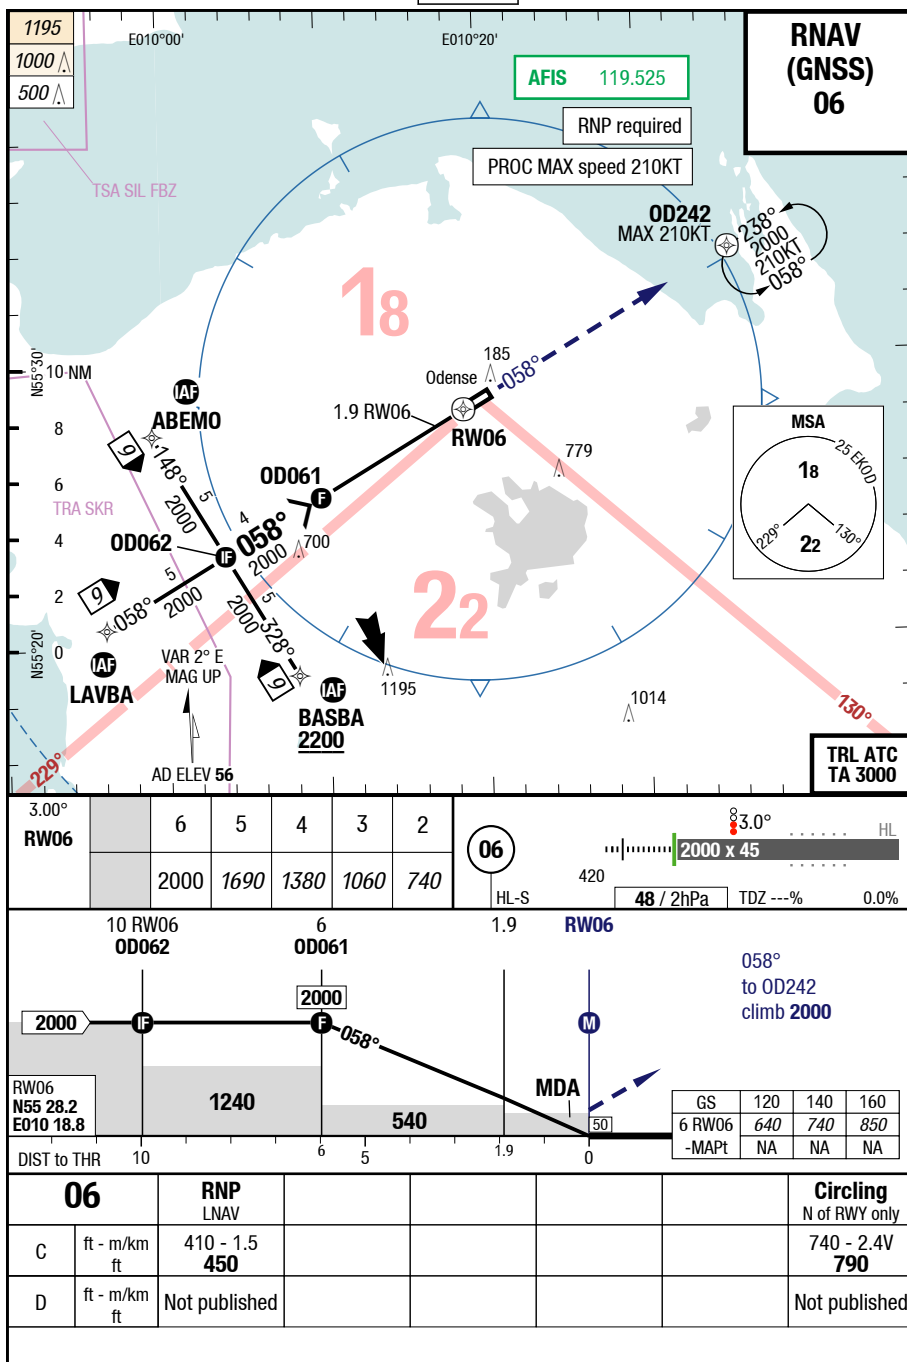 1195
1000
500
E010°00'
E010°20'
RNAV
(GNSS)
06
AFIS 119.525
RNP required
PROC MAX speed 210KT
TSA SIL FBZ
OD242
MAX 210KT
238°
2000
210KT
058°
18
185
058°
Odense
N55°30'
10 NM
IAF
ABEMO
1.9 RW06
RW06
8
9
148°
5
2000
OD061
F
779
MSA
25 EKOD
18
229°
130°
22
6
TRA SKR
4
058°
2000
700
OD062
IF
4
5
2000
9
058°
2
5
2000
328°
22
N55°20'
0
IAF
LAVBA
VAR 2° E
MAG UP
9
IAF
BASBA
2200
1195
1014
130°
229°
AD ELEV 56
TRL ATC
TA 3000
3.00°
RW06
6 5 4 3 2
2000 1690 1380 1060 740
06
HL-S
3.0°
HL
2000 x 45
420
48 / 2hPa
TDZ ---%
0.0%
10 RW06
OD062
6
OD061
1.9
RW06
058°
to OD242
climb 2000
2000
IF
2000
F
058°
M
RW06
N55 28.2
E010 18.8
1240
540
MDA
50
GS 120 140 160
6 RW06 640 740 850
-MAPt NA NA NA
DIST to THR 10 6 5 1.9 0
06
RNP
LNAV
Circling
N of RWY only
C
ft - m/km
ft
410 - 1.5
450
740 - 2.4V
790
D
ft - m/km
ft
Not published
Not published